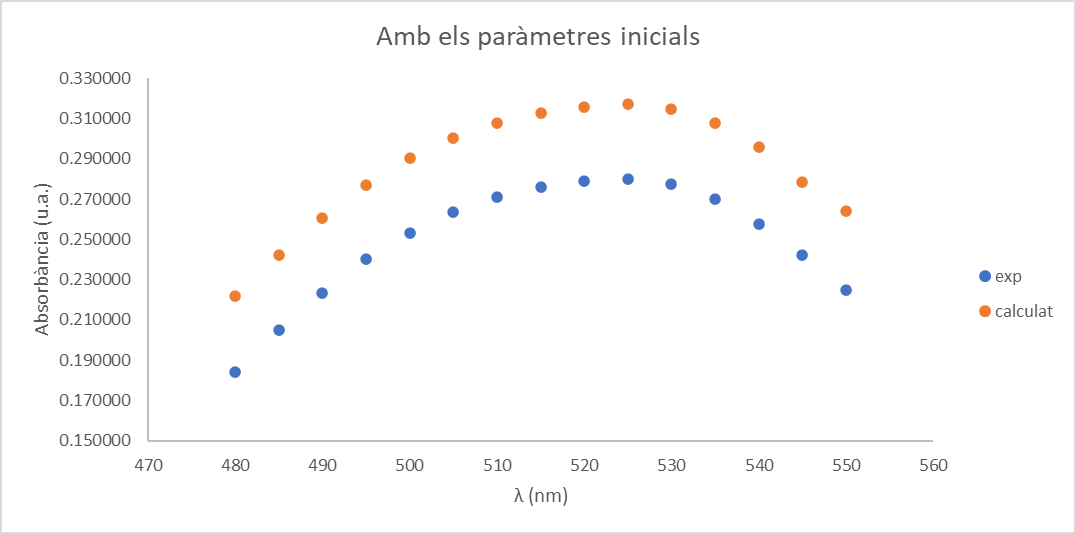 Amb els paràmetres inicials
Absorbància (u.a.)
0.330000
0.310000
0.290000
0.270000
0.250000
0.230000
0.210000
0.190000
0.170000
0.150000
470 480 490 500 510 520 530 540 550 560
λ (nm)
exp
calculat